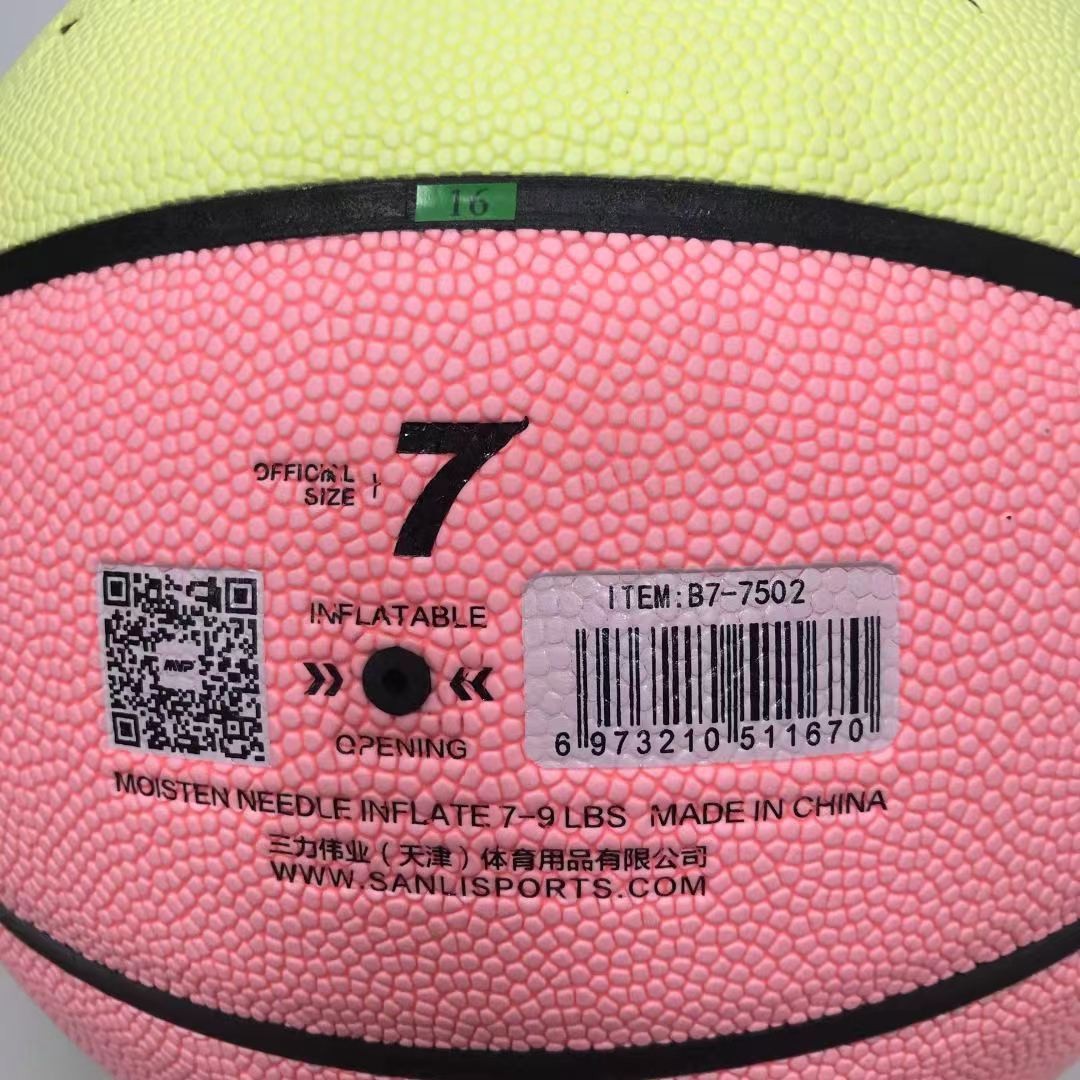 16
OFFICIAL
SIZE
7
INFLATABLE
OPENING
MVP
ITEM:B7-7502
6 973210 511670
MOISTEN NEEDLE INFLATE 7-9 LBS MADE IN CHINA
三力伟业（天津）体育用品有限公司
WWW.SANLISPORTS.COM